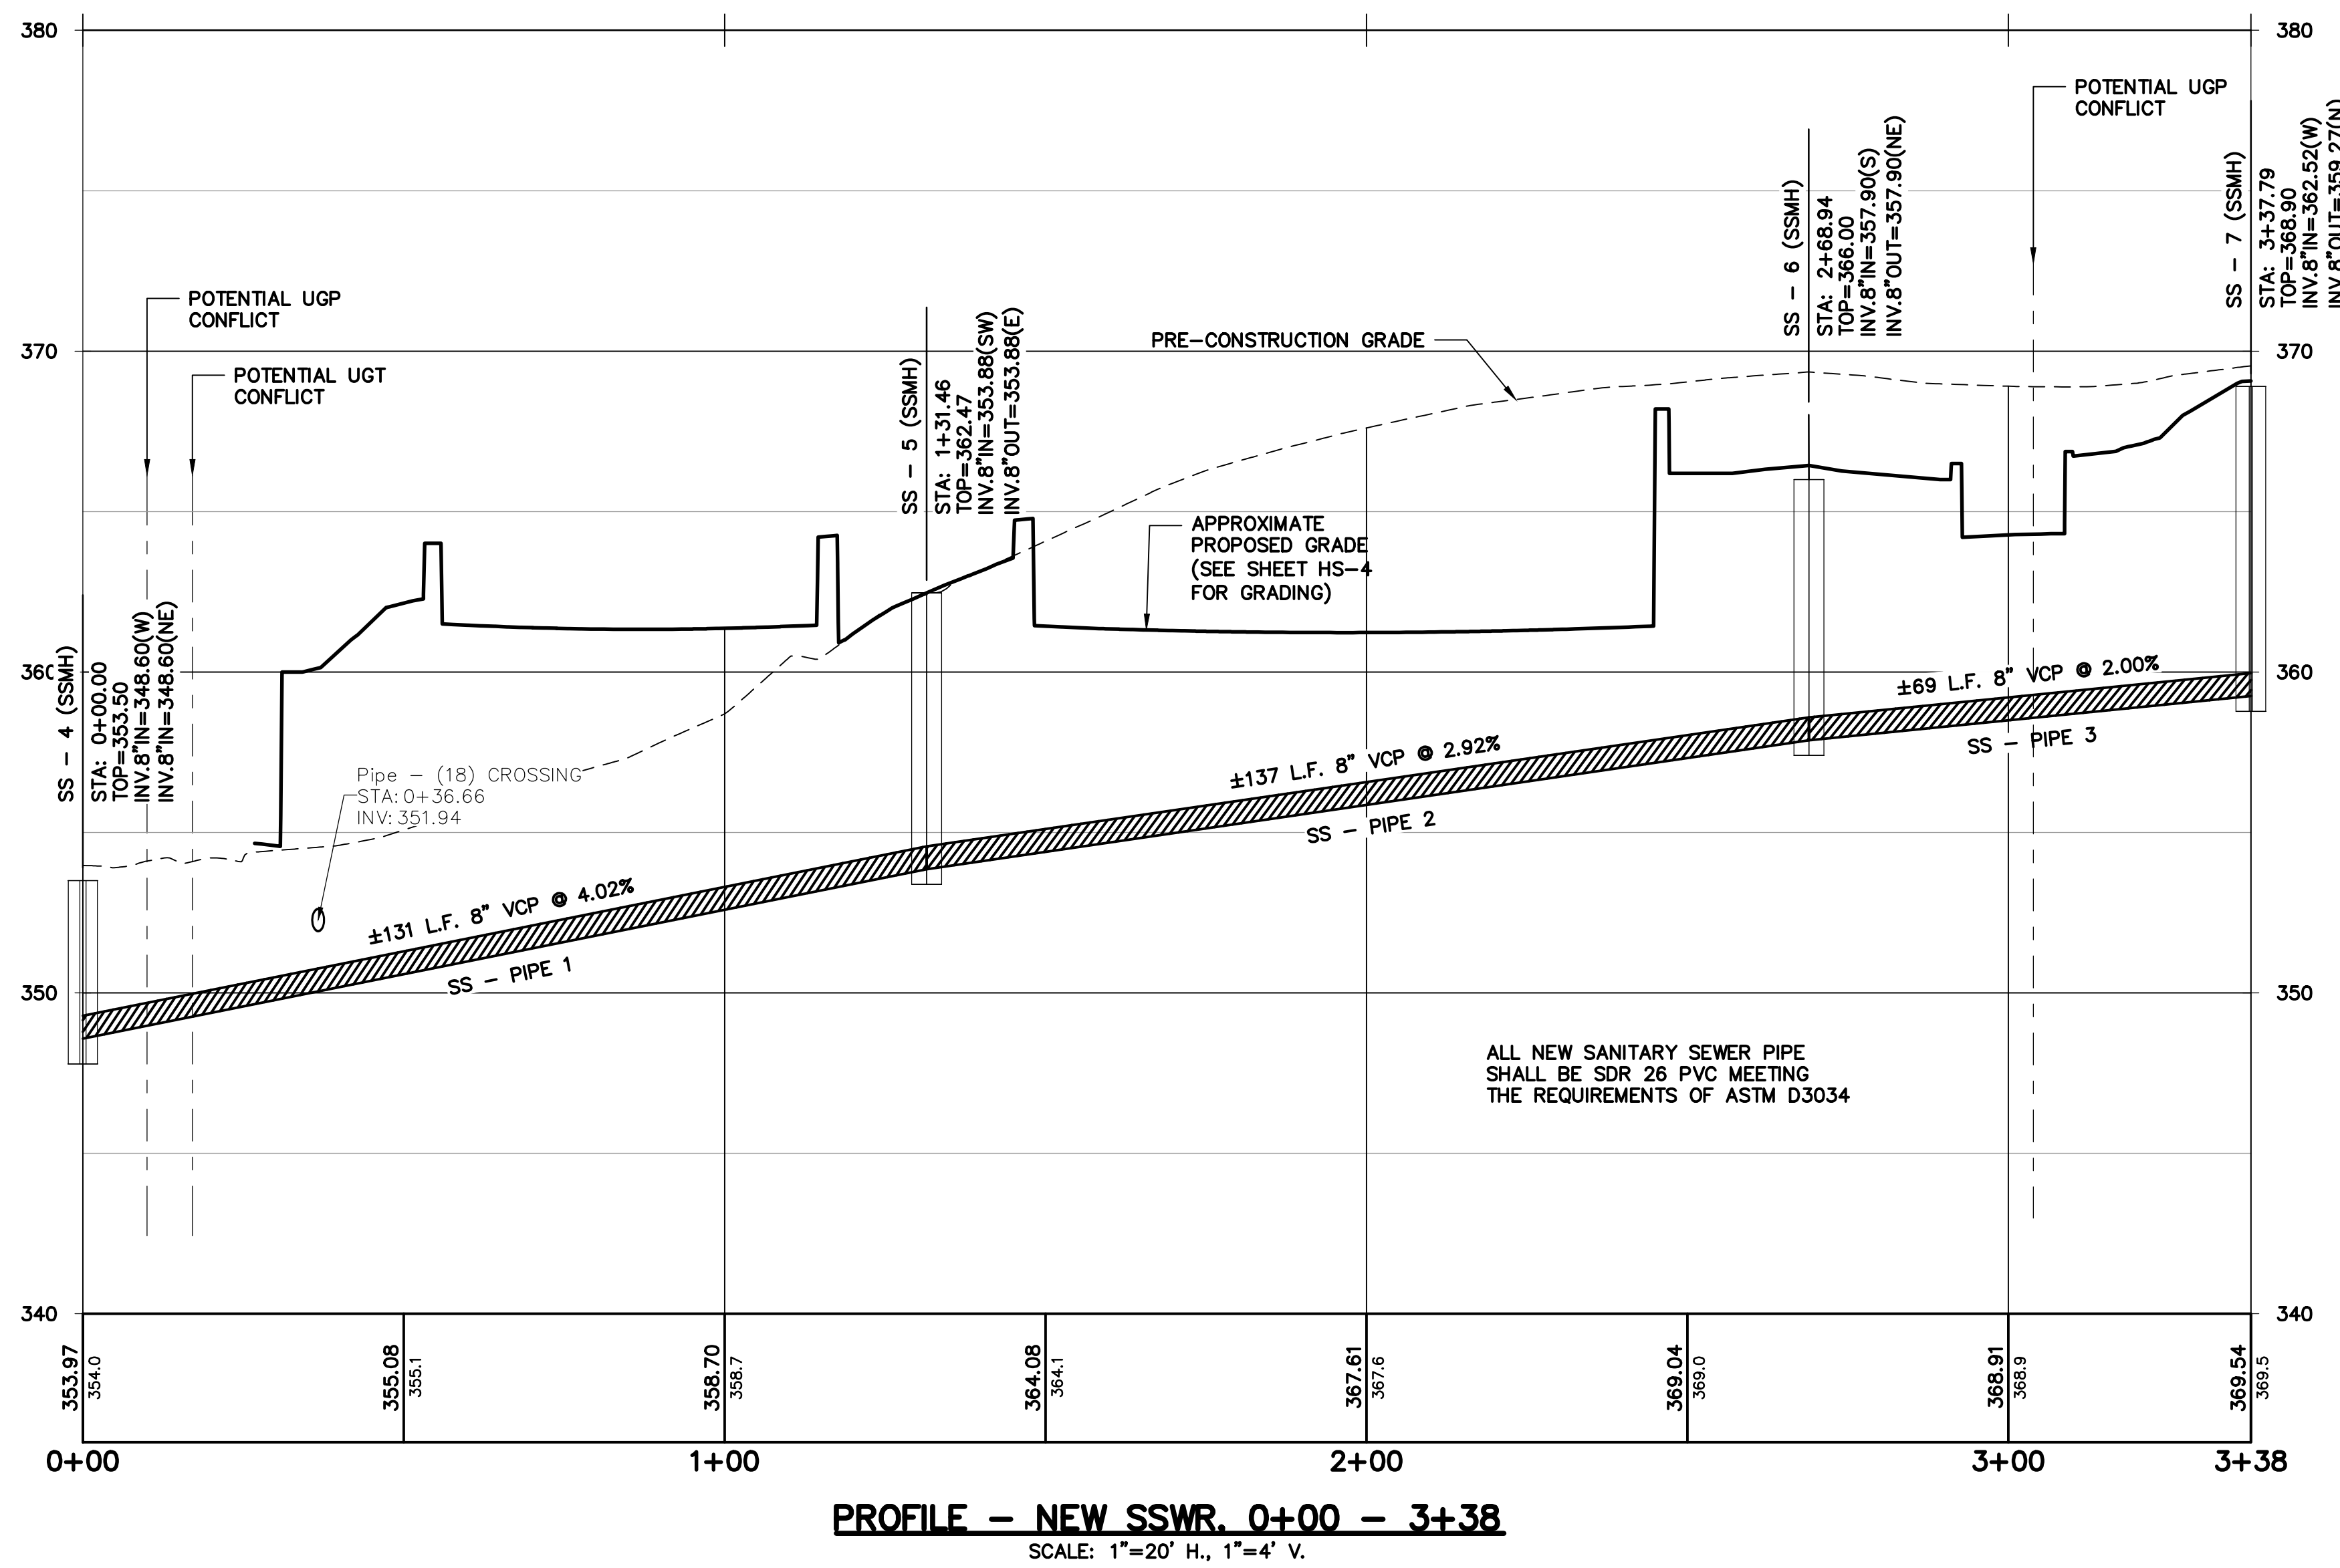 380
380
POTENTIAL UGP
CONFLICT
SS - 7 (SSMH)
STA: 3+37.79
TOP=368.90
INV.8"IN=362.52(W)
INV.8"OUT=359.27(N)
SS - 6 (SSMH)
STA: 2+68.94
TOP=366.00
INV.8"IN=357.90(S)
INV.8"OUT=357.90(NE)
POTENTIAL UGP
CONFLICT
370
370
POTENTIAL UGT
CONFLICT
SS - 5 (SSMH)
STA: 1+31.46
TOP=362.47
INV.8"IN=353.88(SW)
INV.8"OUT=353.88(E)
PRE-CONSTRUCTION GRADE
APPROXIMATE
PROPOSED GRADE
(SEE SHEET HS-4
FOR GRADING)
360
360
SS - 4 (SSMH)
STA: 0+00.00
TOP=353.50
INV.8"IN=348.60(W)
INV.8"IN=348.60(NE)
±69 L.F. 8" VCP @ 2.00%
SS - PIPE 3
±137 L.F. 8" VCP @ 2.92%
SS - PIPE 2
Pipe - (18) CROSSING
STA:0+36.66
INV:351.94
±131 L.F. 8" VCP @ 4.02%
SS - PIPE 1
350
350
ALL NEW SANITARY SEWER PIPE
SHALL BE SDR 26 PVC MEETING
THE REQUIREMENTS OF ASTM D3034
340
340
353.97
354.0
355.08
355.1
358.70
358.7
364.08
364.1
367.61
367.6
369.04
369.0
368.91
368.9
369.54
369.5
0+00
1+00
2+00
3+00
3+38
PROFILE - NEW SSWR. 0+00 - 3+38
SCALE: 1"=20' H., 1"=4' V.